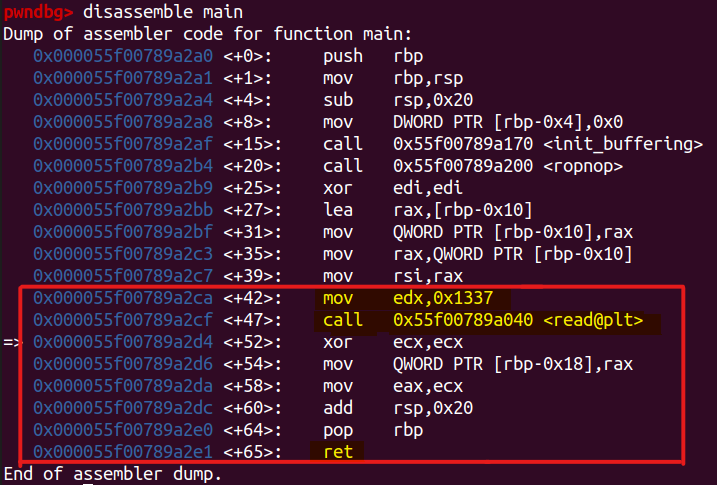 pwndbg> disassemble main
Dump of assembler code for function main:
0x000055f00789a2a0 <+0>: push rbp
0x000055f00789a2a1 <+1>: mov rbp,rsp
0x000055f00789a2a4 <+4>: sub rsp,0x20
0x000055f00789a2a8 <+8>: mov DWORD PTR [rbp-0x4],0x0
0x000055f00789a2af <+15>: call 0x55f00789a170 <init_buffering>
0x000055f00789a2b4 <+20>: call 0x55f00789a200 <ropnop>
0x000055f00789a2b9 <+25>: xor edi,edi
0x000055f00789a2bb <+27>: lea rax,[rbp-0x10]
0x000055f00789a2bf <+31>: mov QWORD PTR [rbp-0x10],rax
0x000055f00789a2c3 <+35>: mov rax,QWORD PTR [rbp-0x10]
0x000055f00789a2c7 <+39>: mov rsi,rax
0x000055f00789a2ca <+42>: mov edx,0x1337
0x000055f00789a2cf <+47>: call 0x55f00789a040 <read@plt>
=> 0x000055f00789a2d4 <+52>: xor ecx,ecx
0x000055f00789a2d6 <+54>: mov QWORD PTR [rbp-0x18],rax
0x000055f00789a2da <+58>: mov eax,ecx
0x000055f00789a2dc <+60>: add rsp,0x20
0x000055f00789a2e0 <+64>: pop rbp
0x000055f00789a2e1 <+65>: ret
End of assembler dump.